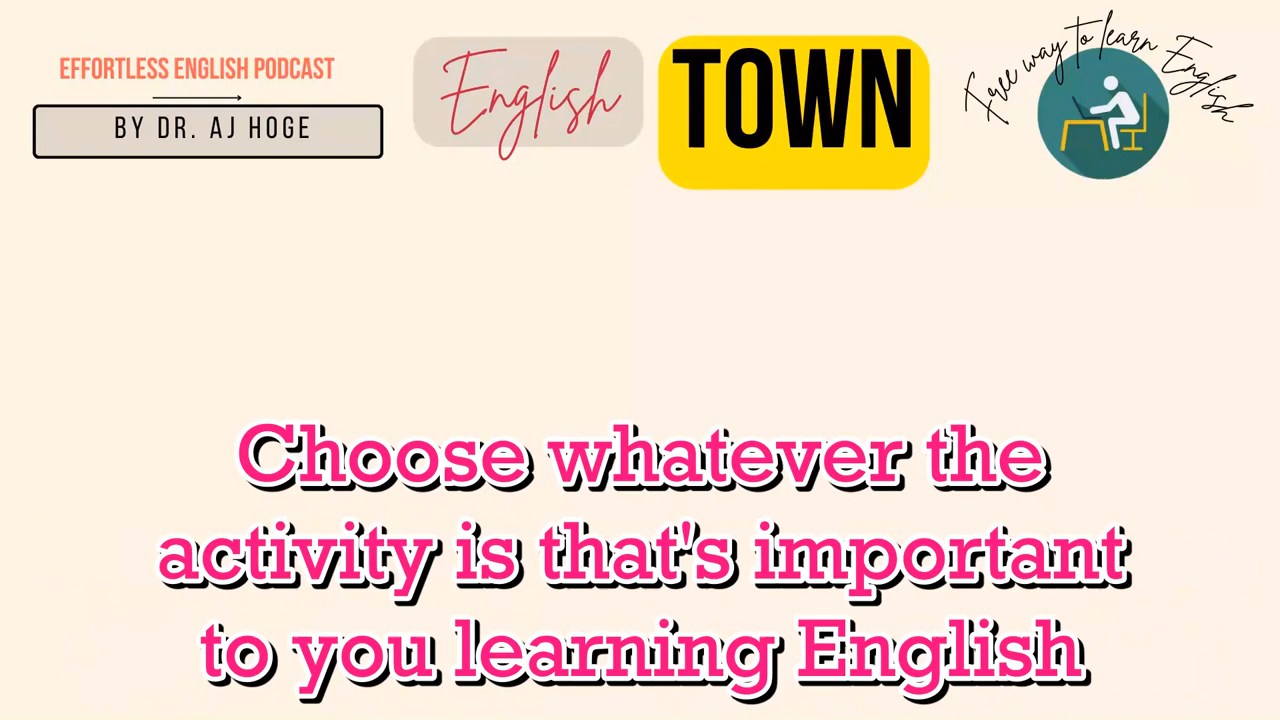 EFFORTLESS ENGLISH PODCAST
BY DR. AJ HOGE
English
TOWN
Free way to learn English
Choose whatever the
activity is that's important
to you learning English